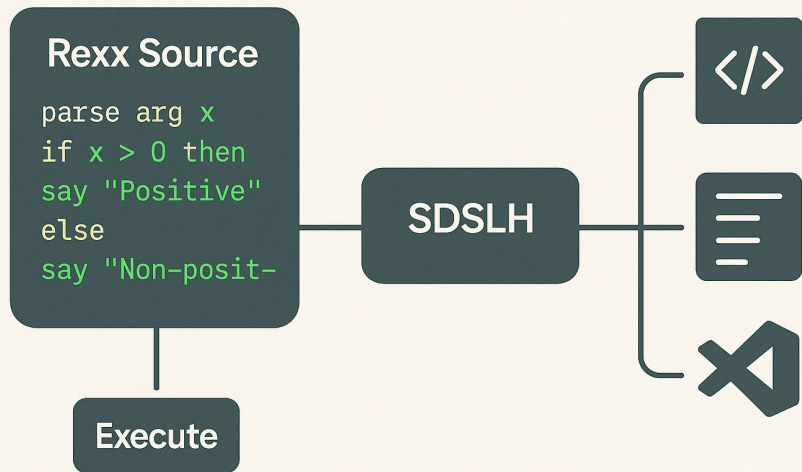 Rexx Source
parse arg x
if x > 0 then
say "Positive"
else
say "Non-posit-
SDSLH
</>
Execute